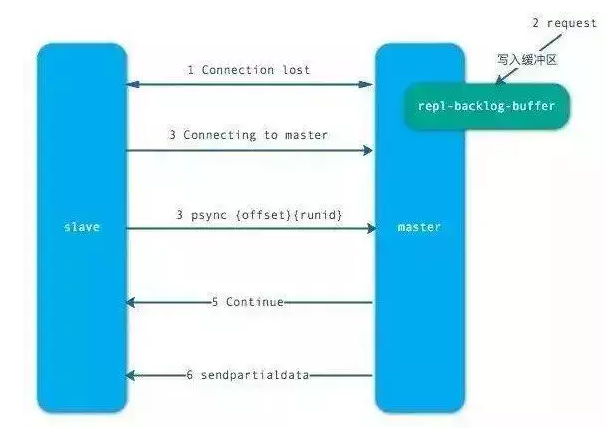 2 request
写入缓冲区
1 Connection lost
repl-backlog-buffer
3 Connecting to master
3 psync {offset}{runid}
slave
master
5 Continue
6 sendpartialdata